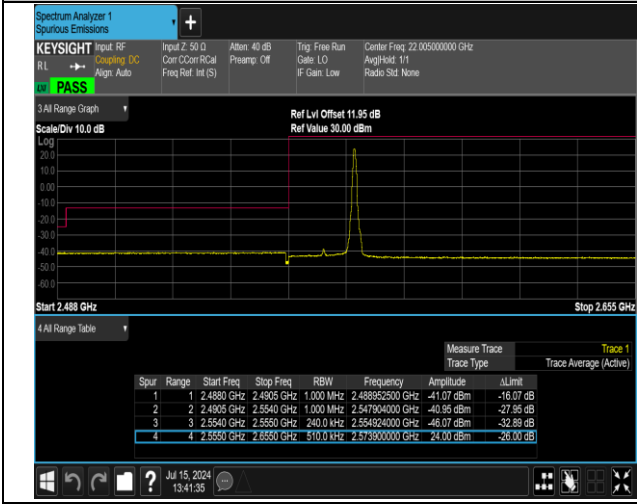 Spectrum Analyzer 1
Spurious Emissions
+
KEYSIGHT Input: RF Input Z: 50 Ω Atten: 40 dB Trig: Free Run Center Freq: 22.005000000 GHz
RL Coupling: DC Corr CCorr RCal Preamp: Off Gate: LO Avg|Hold: 1/1
Align: Auto Freq Ref: Int (S) IF Gain: Low Radio Std: None
PASS
3 All Range Graph
Ref Lvl Offset 11.95 dB
Scale/Div 10.0 dB Ref Value 30.00 dBm
Log
20.0
10.0
0.00
-10.0
-20.0
-30.0
-40.0
-50.0
-60.0
Start 2.488 GHz Stop 2.655 GHz
4 All Range Table
Measure Trace Trace 1
Trace Type Trace Average (Active)
Spur Range Start Freq Stop Freq RBW Frequency Amplitude ΔLimit
1 1 2.4880 GHz 2.4905 GHz 1.000 MHz 2.488952500 GHz -41.07 dBm -16.07 dB
2 2 2.4905 GHz 2.5540 GHz 1.000 MHz 2.547904000 GHz -40.95 dBm -27.95 dB
3 3 2.5540 GHz 2.5550 GHz 240.0 kHz 2.554924000 GHz -46.07 dBm -32.89 dB
4 4 2.5550 GHz 2.6550 GHz 510.0 kHz 2.573900000 GHz 24.00 dBm -26.00 dB
? Jul 15, 2024
13:41:35